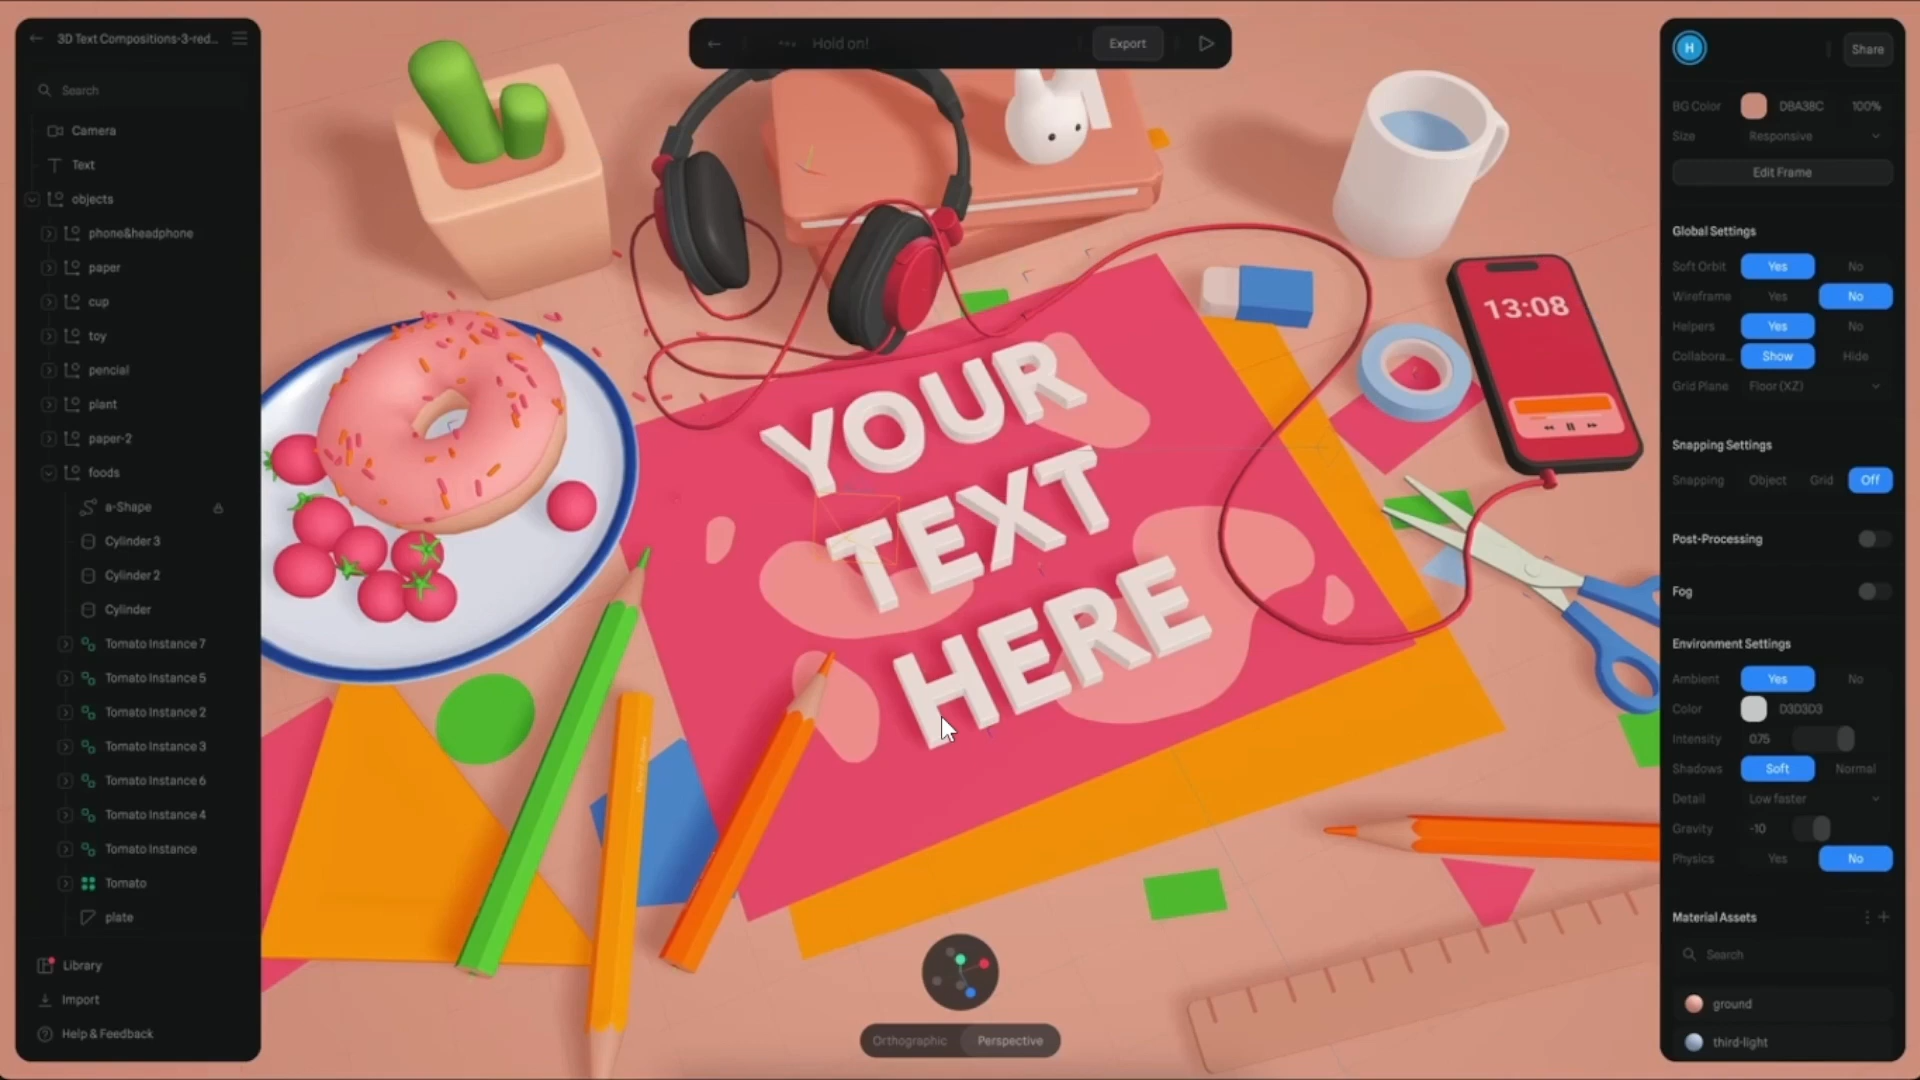 3D Text Compositions-3-red...
Search
Camera
Text
objects
phone&headphone
paper
cup
toy
pencial
plant
paper-2
foods
a-Shape
Cylinder 3
Cylinder 2
Cylinder
Tomato Instance 7
Tomato Instance 5
Tomato Instance 2
Tomato Instance 3
Tomato Instance 6
Tomato Instance 4
Tomato Instance
Tomato
plate
Library
Import
Help & Feedback
Hold on!
Export
13:08
YOUR
TEXT
HERE
Orthographic
Perspective
H
Share
BG Color DBA38C 100%
Size Responsive
Edit Frame
Global Settings
Soft Orbit Yes No
Wireframe Yes No
Helpers Yes No
Collabora... Show Hide
Grid Plane Floor (XZ)
Snapping Settings
Snapping Object Grid Off
Post-Processing
Fog
Environment Settings
Ambient Yes No
Color D3D3D3
Intensity 0.75
Shadows Soft Normal
Detail Low faster
Gravity -10
Physics Yes No
Material Assets
Search
ground
third-light